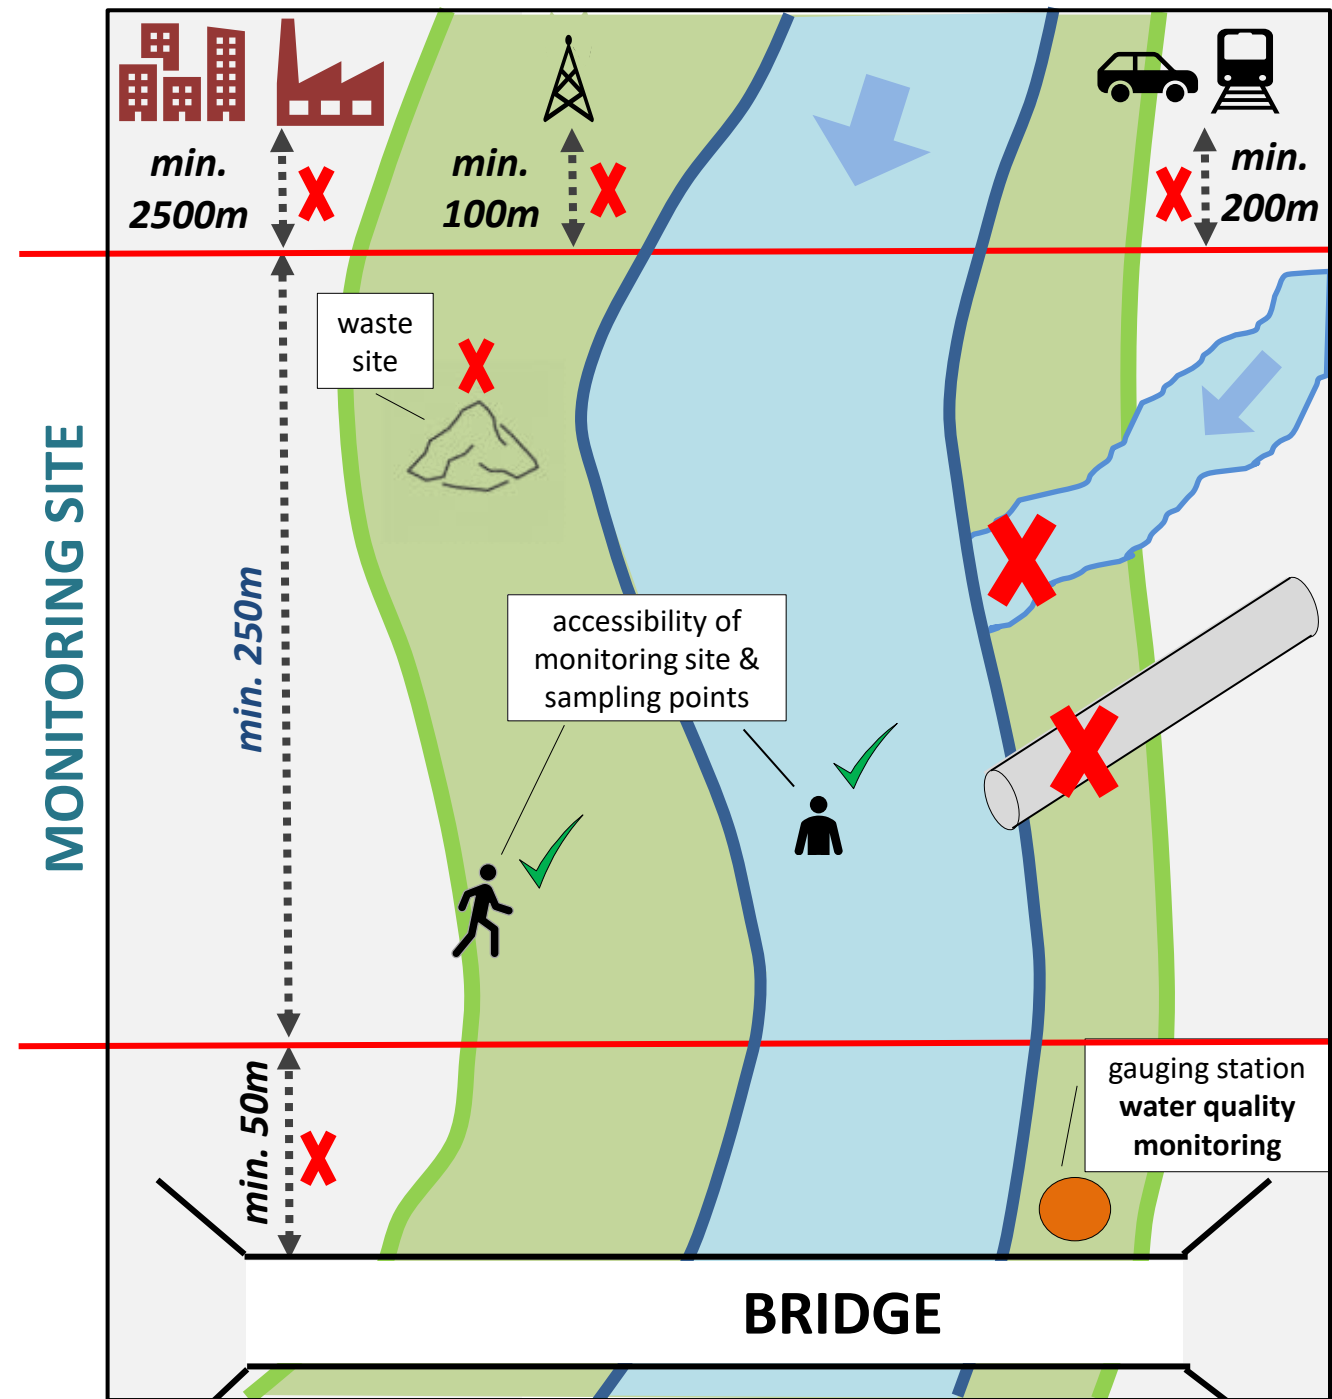 min.
2500m
min.
100m
min.
200m
waste
site
MONITORING SITE
min. 250m
accessibility of
monitoring site &
sampling points
min. 50m
gauging station
water quality
monitoring
BRIDGE